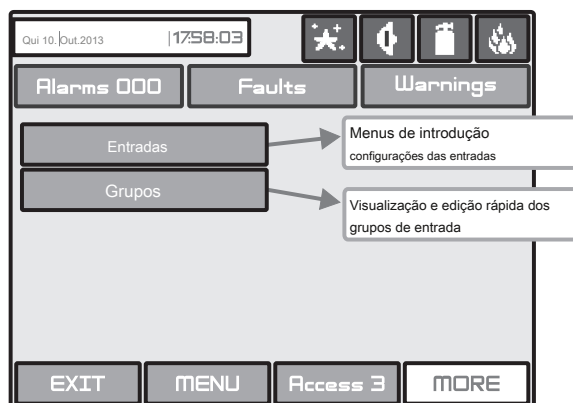 Qui 10. Out.2013 17:58:03
Alarms 000 Faults Warnings
Entradas
Menus de introdução
configurações das entradas
Grupos
Visualização e edição rápida dos
grupos de entrada
EXIT MENU Access 3 MORE